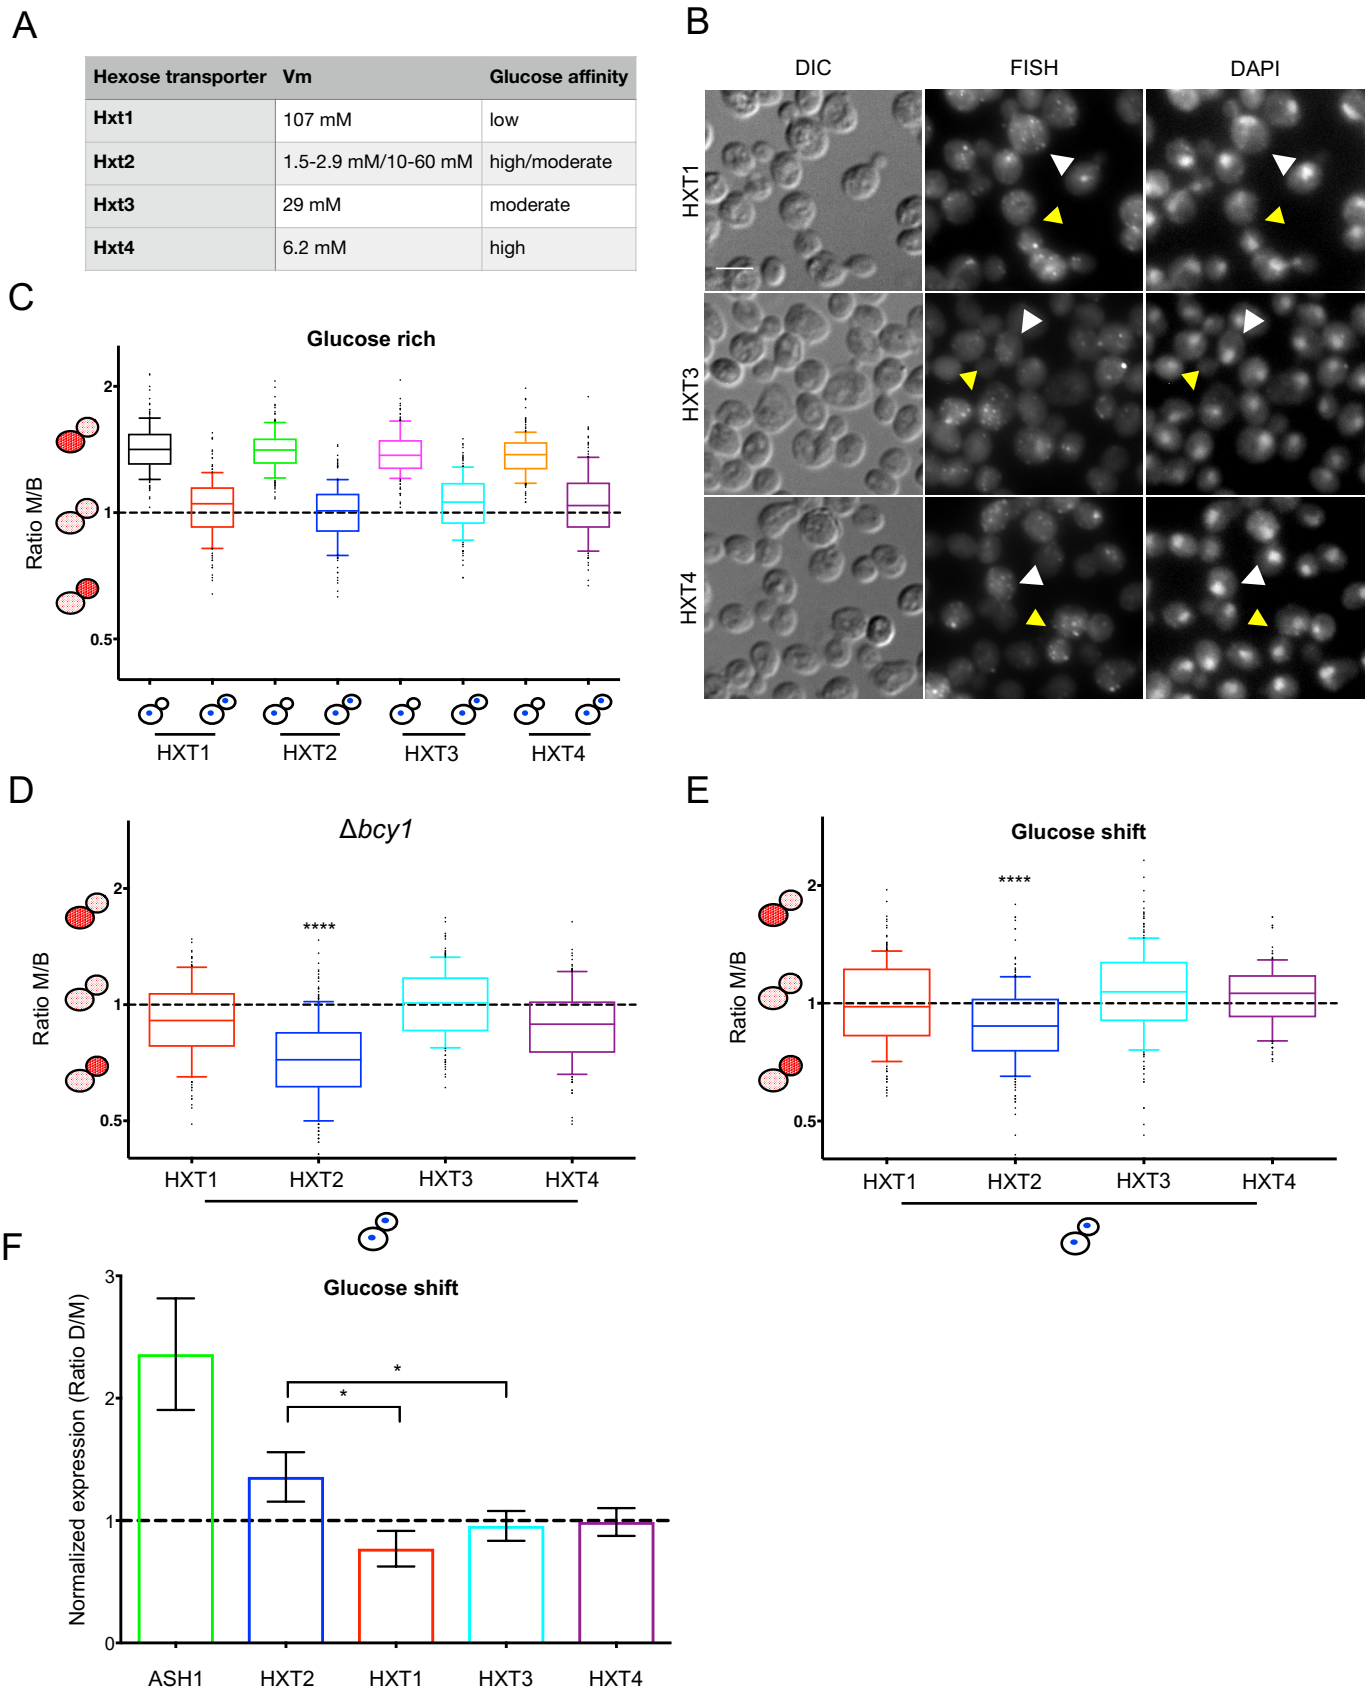 A
Hexose transporter Vm Glucose affinity
Hxt1 107 mM low
Hxt2 1.5-2.9 mM/10-60 mM high/moderate
Hxt3 29 mM moderate
Hxt4 6.2 mM high
B
DIC FISH DAPI
HXT1
HXT3
HXT4
C
Glucose rich
Ratio M/B
2
1
0.5
HXT1 HXT2 HXT3 HXT4
D
Δbcy1
Ratio M/B
2
1
0.5
****
HXT1 HXT2 HXT3 HXT4
E
Glucose shift
Ratio M/B
2
1
0.5
****
HXT1 HXT2 HXT3 HXT4
F
Glucose shift
Normalized expression (Ratio D/M)
3
2
1
0
*
*
ASH1 HXT2 HXT1 HXT3 HXT4